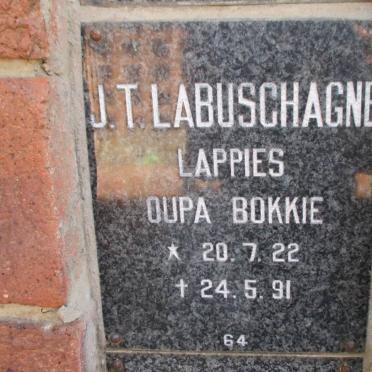 J.T. LABUSCHAGNE
LAPPIES
OUPA BOKKIE
★ 20.7.22
† 24.5.91
64